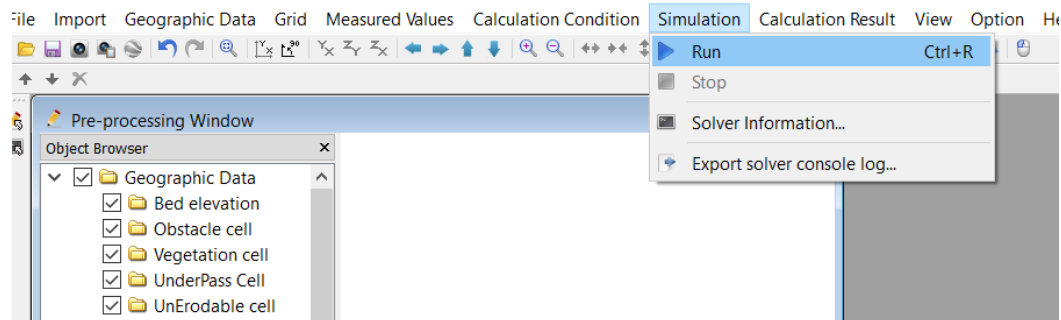 File Import Geographic Data Grid Measured Values Calculation Condition Simulation Calculation Result View Option He
Run Ctrl+R
Stop
Pre-processing Window
Solver Information...
Object Browser
Export solver console log...
Geographic Data
Bed elevation
Obstacle cell
Vegetation cell
UnderPass Cell
UnErodable cell